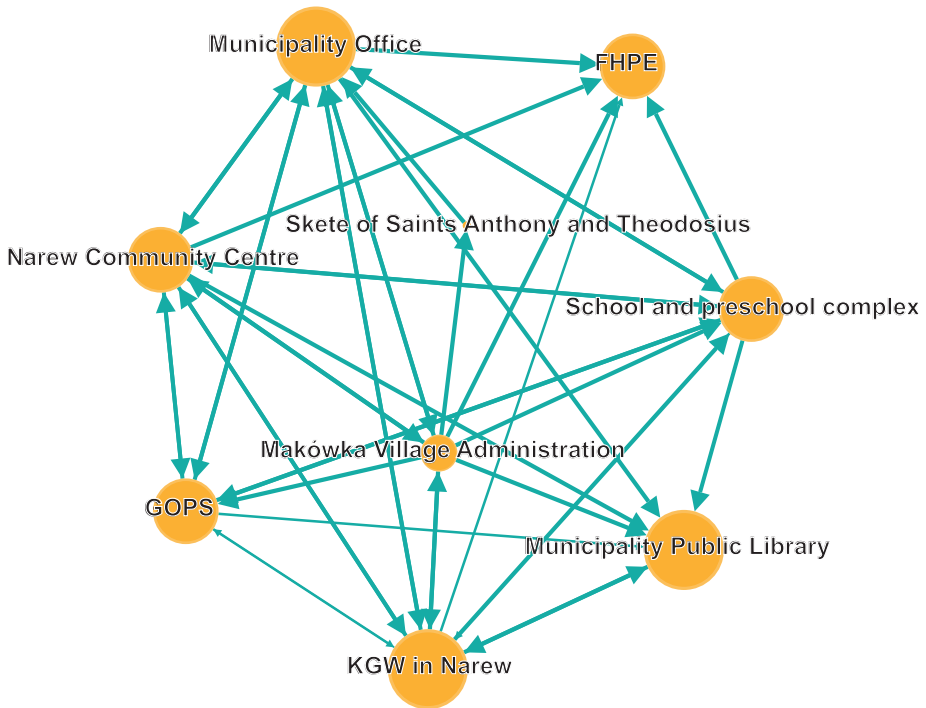 Municipality Office
FHPE
Skete of Saints Anthony and Theodosius
Narew Community Centre
School and preschool complex
Makówka Village Administration
GOPS
Municipality Public Library
KGW in Narew